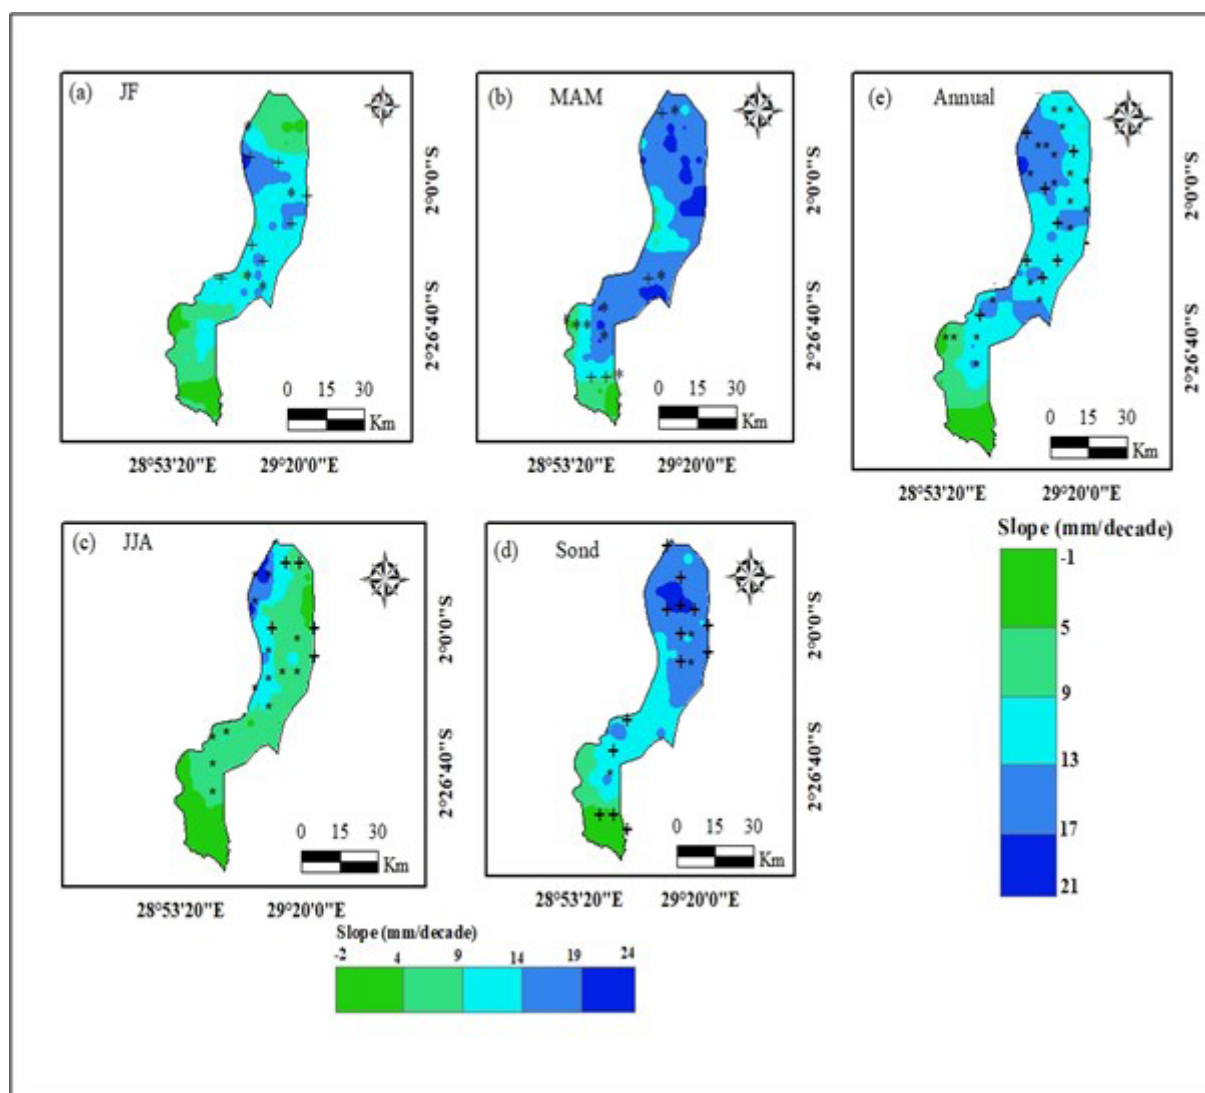 (a) JF
2°0'0"S
2°26'40"S
0 15 30
Km
28°53'20"E 29°20'0"E
(b) MAM
2°0'0"S
2°26'40"S
0 15 30
Km
28°53'20"E 29°20'0"E
(e) Annual
2°0'0"S
2°26'40"S
0 15 30
Km
28°53'20"E 29°20'0"E
(c) JJA
2°0'0"S
2°26'40"S
0 15 30
Km
28°53'20"E 29°20'0"E
(d) Sond
2°0'0"S
2°26'40"S
0 15 30
Km
28°53'20"E 29°20'0"E
Slope (mm/decade)
-1
5
9
13
17
21
Slope (mm/decade)
-2 4 9 14 19 24